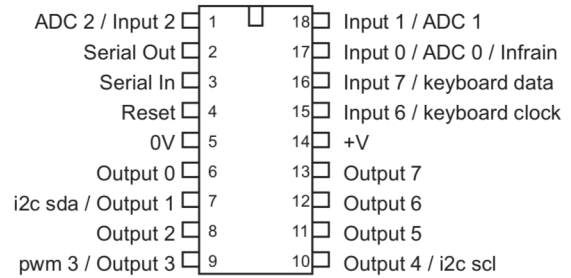 ADC 2 / Input 2 1 18 Input 1 / ADC 1
Serial Out 2 17 Input 0 / ADC 0 / Infrain
Serial In 3 16 Input 7 / keyboard data
Reset 4 15 Input 6 / keyboard clock
0V 5 14 +V
Output 0 6 13 Output 7
i2c sda / Output 1 7 12 Output 6
Output 2 8 11 Output 5
pwm 3 / Output 3 9 10 Output 4 / i2c scl